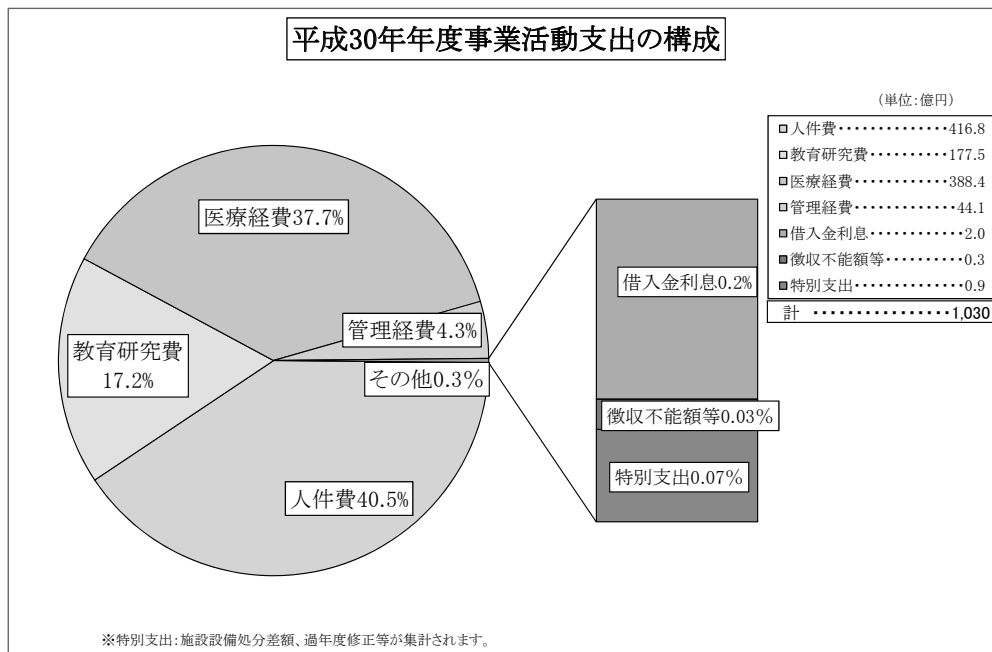 平成30年年度事業活動支出の構成
（単位：億円）
人件費・・・・・・・・・・・・・・416.8
教育研究費・・・・・・・・・・177.5
医療経費・・・・・・・・・・・・388.4
管理経費・・・・・・・・・・・・44.1
借入金利息・・・・・・・・・・・2.0
徴収不能額等・・・・・・・・・・0.3
特別支出・・・・・・・・・・・・・0.9
計 ・・・・・・・・・・・・・・・・1,030
医療経費37.7%
管理経費4.3%
教育研究費
17.2%
その他0.3％
人件費40.5%
借入金利息0.2%
徴収不能額等0.03％
特別支出0.07％
※特別支出：施設設備処分差額、過年度修正等が集計されます。